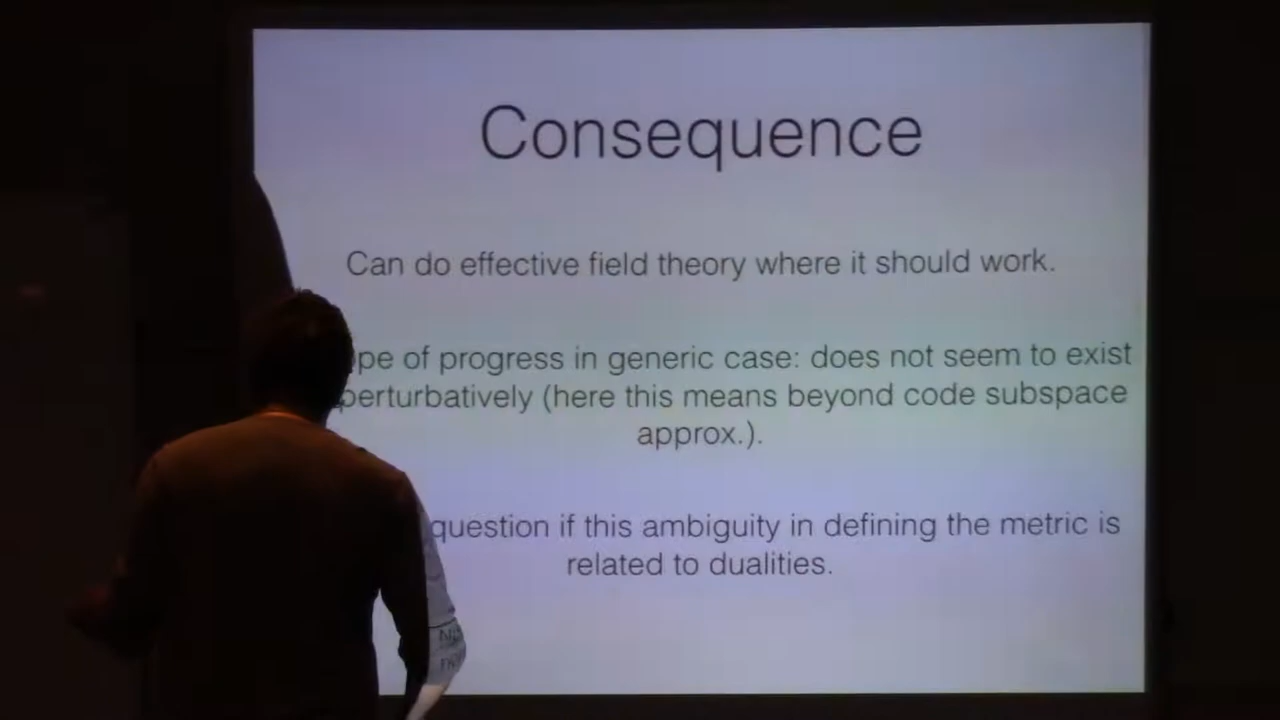 Consequence
Can do effective field theory where it should work.
of progress in generic case: does not seem to exist
perturbatively (here this means beyond code subspace
approx.).
question if this ambiguity in defining the metric is
related to dualities.